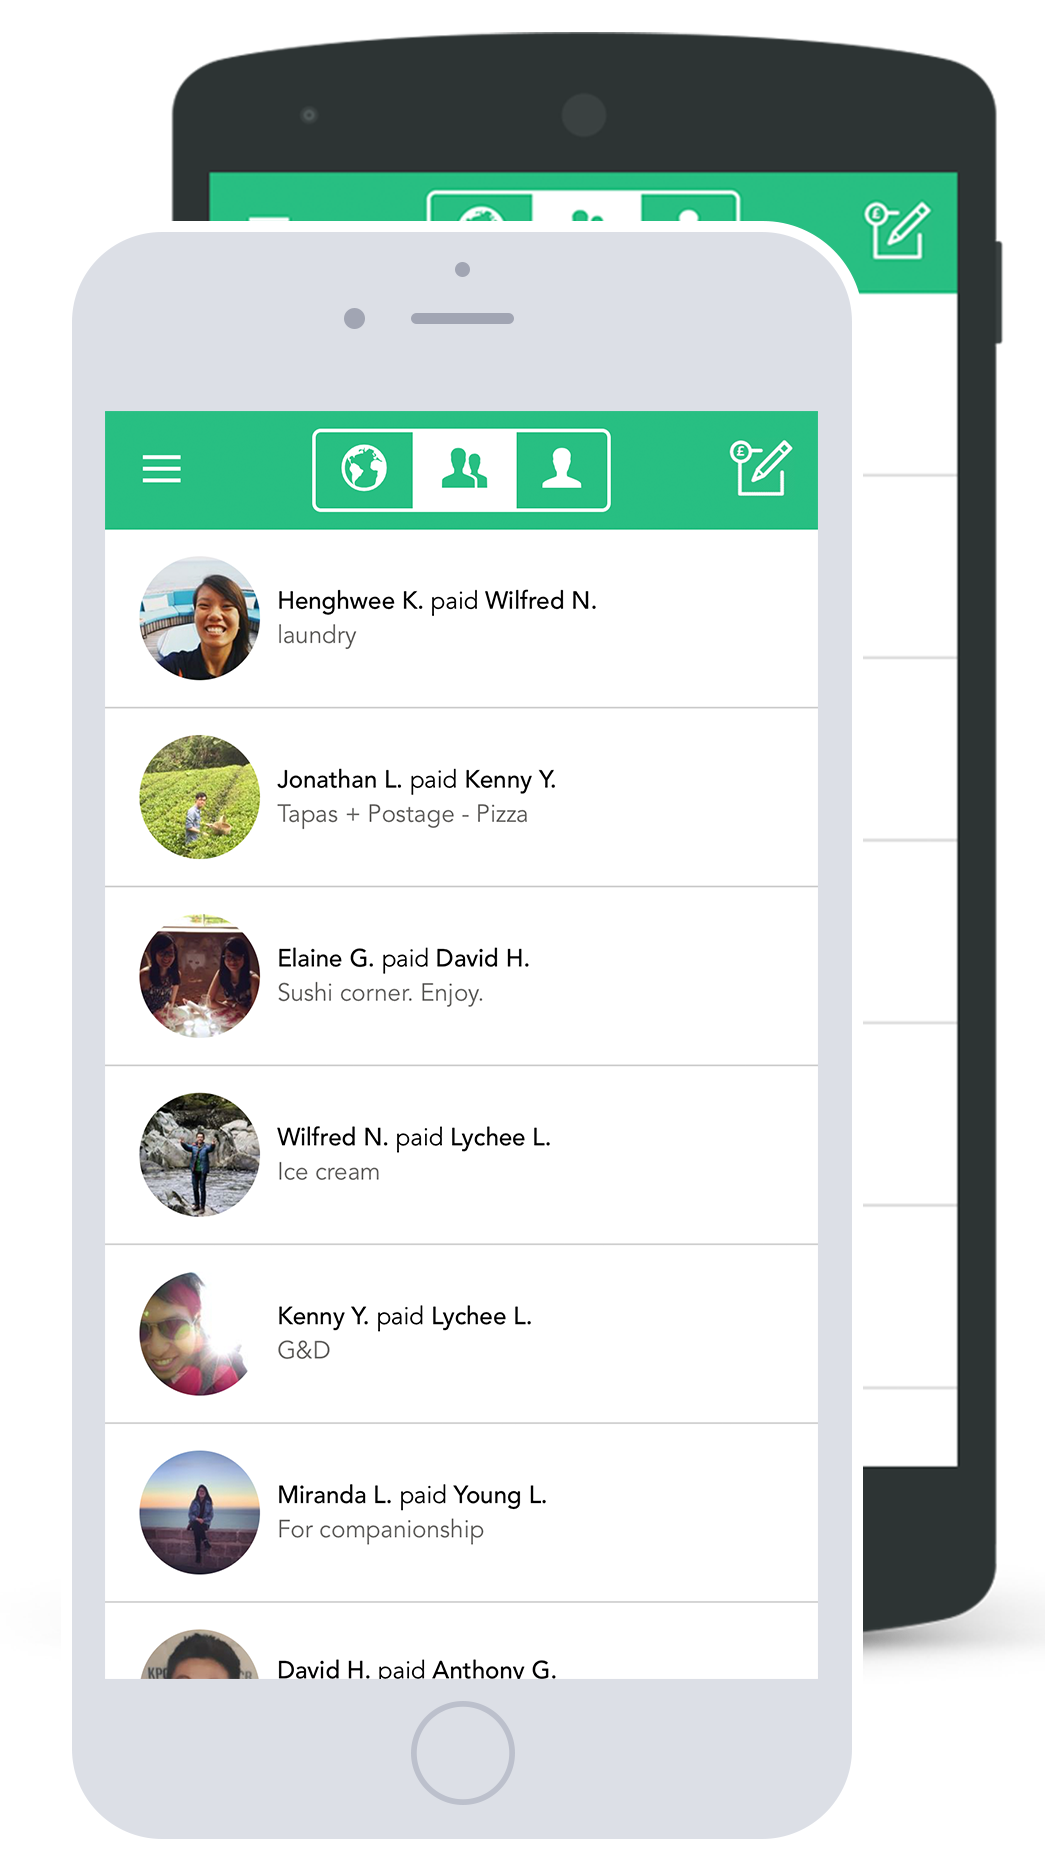 £
£
Henghwee K. paid Wilfred N.
laundry
Jonathan L. paid Kenny Y.
Tapas + Postage - Pizza
Elaine G. paid David H.
Sushi corner. Enjoy.
Wilfred N. paid Lychee L.
Ice cream
Kenny Y. paid Lychee L.
G&D
Miranda L. paid Young L.
For companionship
David H. paid Anthony G.